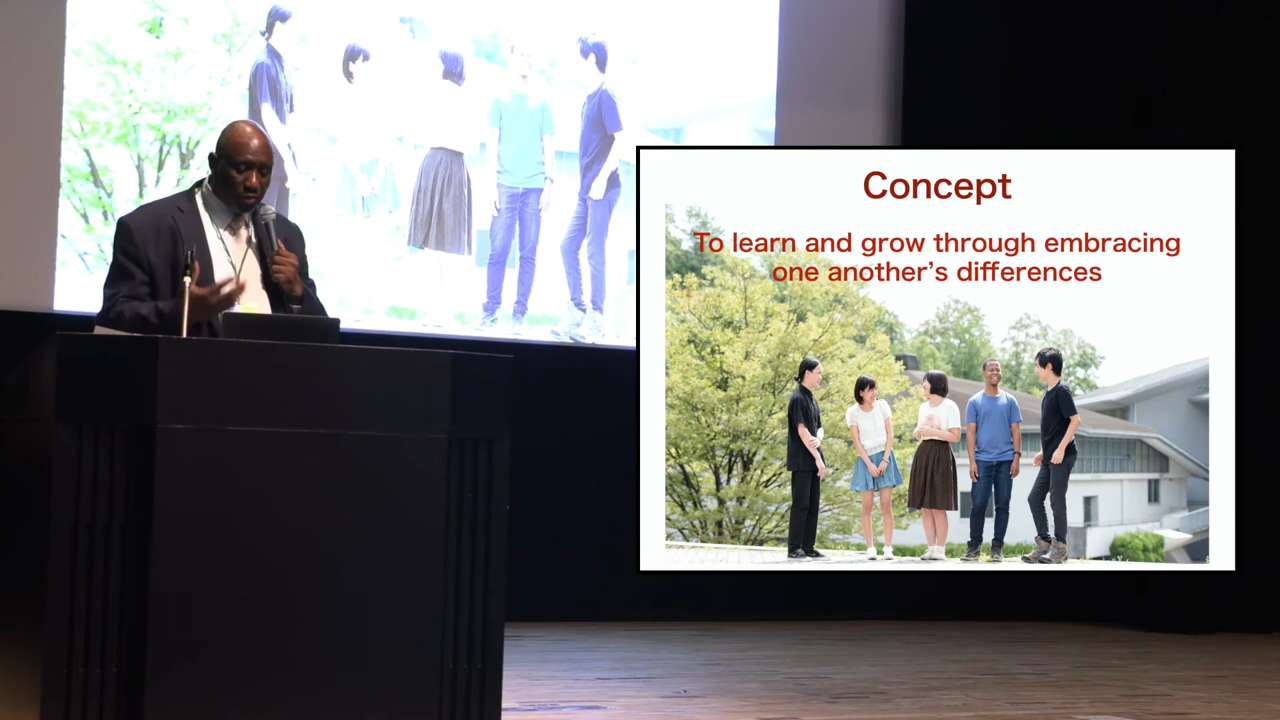 Concept
To learn and grow through embracing
one another's differences